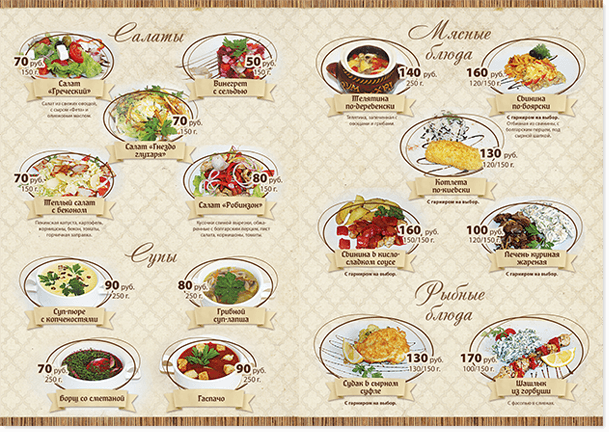 Салаты
70 руб.
150 г.
Салат
«Греческий»
Салат из свежих овощей,
с сыром «Фета» и
оливковым маслом.
50 руб.
150 г.
Винегрет
с сельдью
70 руб.
150 г.
Салат «Гнездо
глухаря»
70 руб.
150 г.
Теплый салат
с беконом
Пекинская капуста, картофель,
корнишоны, бекон, томаты,
горчичная заправка.
80 руб.
150 г.
Салат «Робинзон»
Кусочки свиной вырезки, обжа-
ренные с болгарским перцем, лист
салата, корнишоны, томаты.
Супы
90 руб.
250 г.
Суп-пюре
с копченостями
80 руб.
250 г.
Грибной
суп-лапша
70 руб.
250 г.
Борщ со сметаной
90 руб.
250 г.
Гаспачо
Мясные
блюда
140 руб.
200 г.
Телятина
по-деревенски
Телятина, запеченная с
овощами и грибами.
160 руб.
120/150 г.
Свинина
по-боярски
С гарниром на выбор.
Отбивная из свинины, с
болгарским перцем, под
сырной шапкой.
130 руб.
120/150 г.
Котлета
по-киевски
С гарниром на выбор.
160 руб.
150/150 г.
Свинина в кисло-
сладком соусе
С гарниром на выбор.
100 руб.
120/150 г.
Печень куриная
жареная
С гарниром на выбор.
Рыбные
блюда
130 руб.
120/150 г.
Судак в сырном
суфле
С гарниром на выбор.
170 руб.
100/150 г.
Шашлык
из горбуши
С фасолью в сливках.